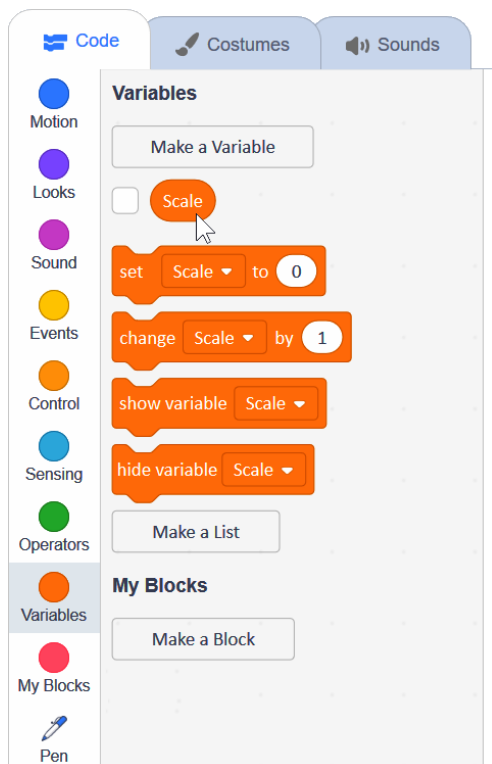 Code
Costumes
Sounds
Motion
Looks
Sound
Events
Control
Sensing
Operators
Variables
My Blocks
Pen
Variables
Make a Variable
Scale
set Scale to 0
change Scale by 1
show variable Scale
hide variable Scale
Make a List
My Blocks
Make a Block